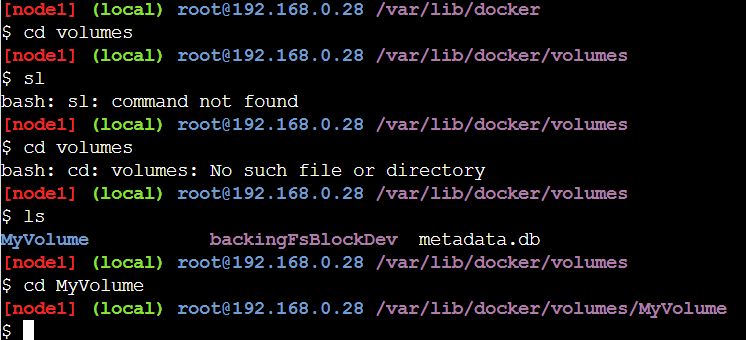 [node1] (local) root@192.168.0.28 /var/lib/docker
$ cd volumes
[node1] (local) root@192.168.0.28 /var/lib/docker/volumes
$ sl
bash: sl: command not found
[node1] (local) root@192.168.0.28 /var/lib/docker/volumes
$ cd volumes
bash: cd: volumes: No such file or directory
[node1] (local) root@192.168.0.28 /var/lib/docker/volumes
$ ls
MyVolume backingFsBlockDev metadata.db
[node1] (local) root@192.168.0.28 /var/lib/docker/volumes
$ cd MyVolume
[node1] (local) root@192.168.0.28 /var/lib/docker/volumes/MyVolume
$